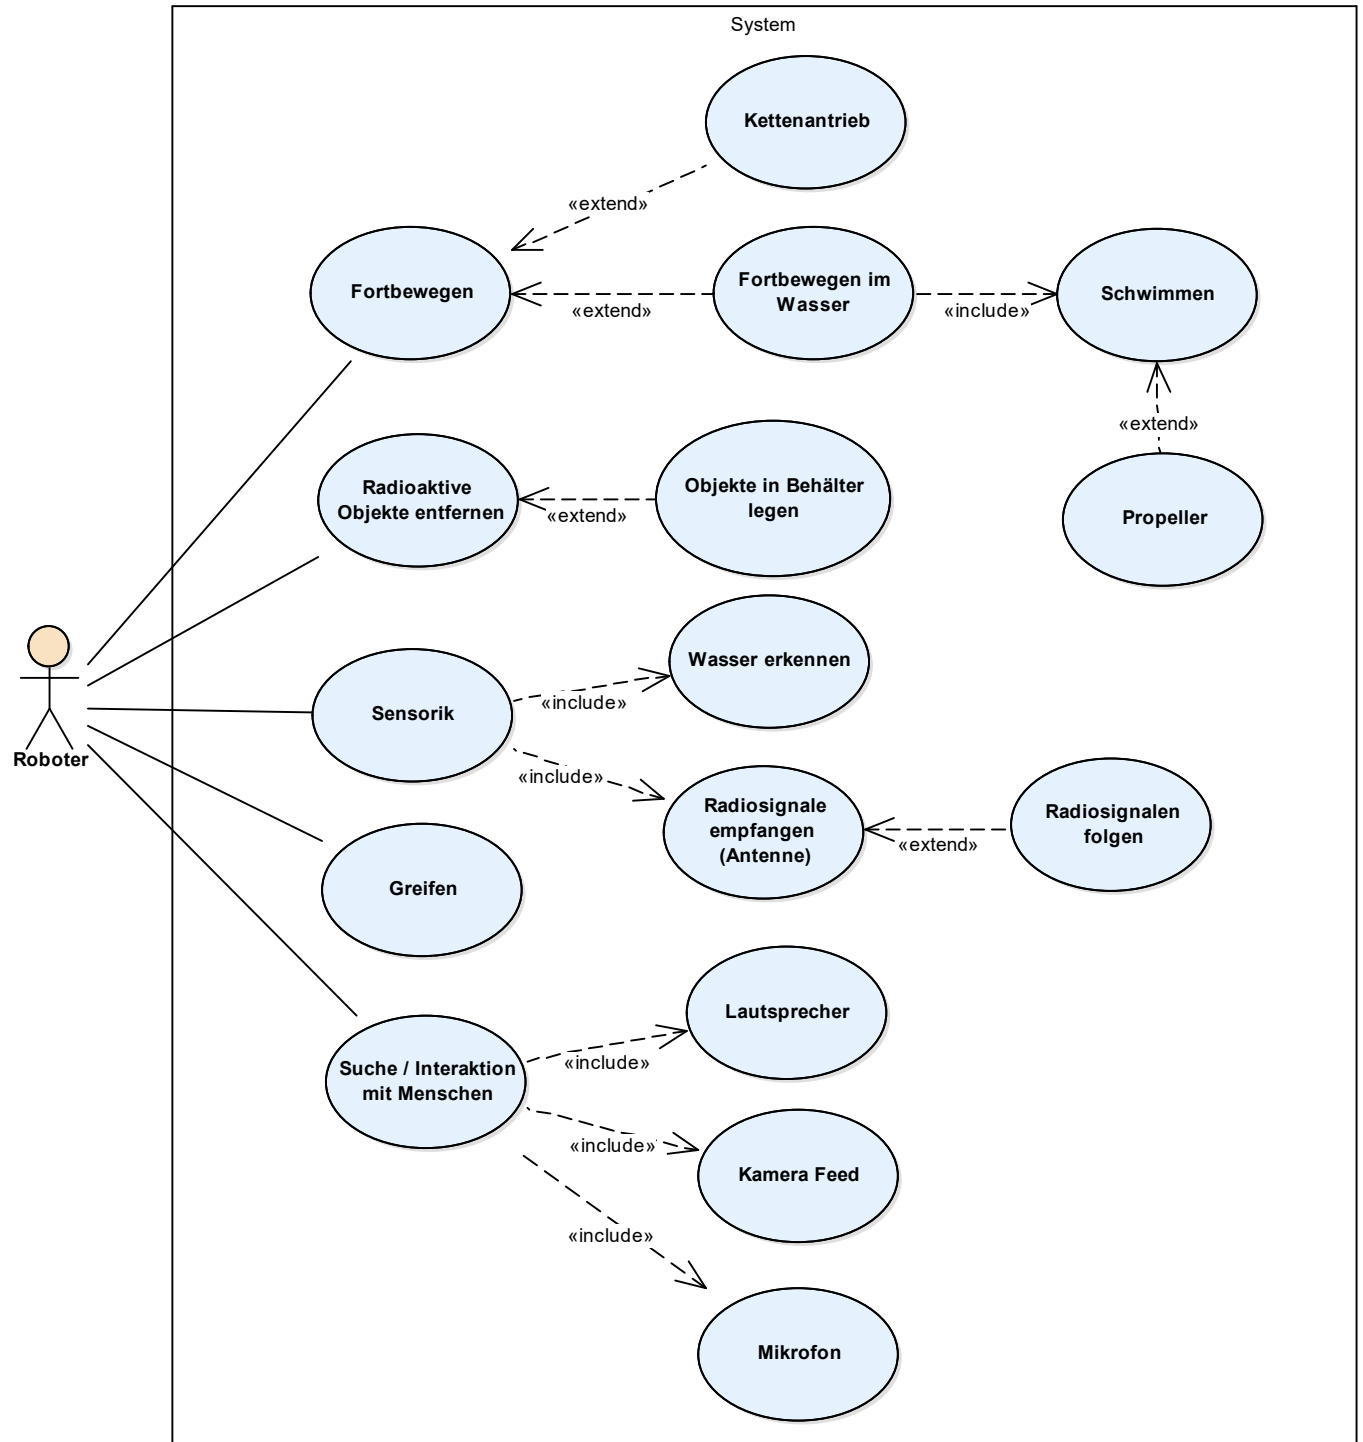 System
Kettenantrieb
«extend»
Fortbewegen
«extend»
Fortbewegen im
Wasser
«include»
Schwimmen
«extend»
Propeller
Radioaktive
Objekte entfernen
«extend»
Objekte in Behälter
legen
Roboter
Sensorik
«include»
Wasser erkennen
«include»
Radiosignale
empfangen
(Antenne)
«extend»
Radiosignalen
folgen
Greifen
Suche / Interaktion
mit Menschen
«include»
Lautsprecher
«include»
Kamera Feed
«include»
Mikrofon